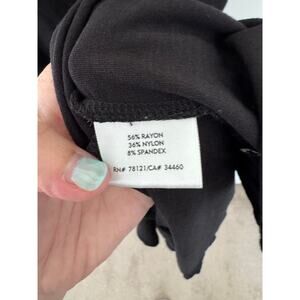 56% RAYON
36% NYLON
8% SPANDEX
RN# 78121/CA# 34460